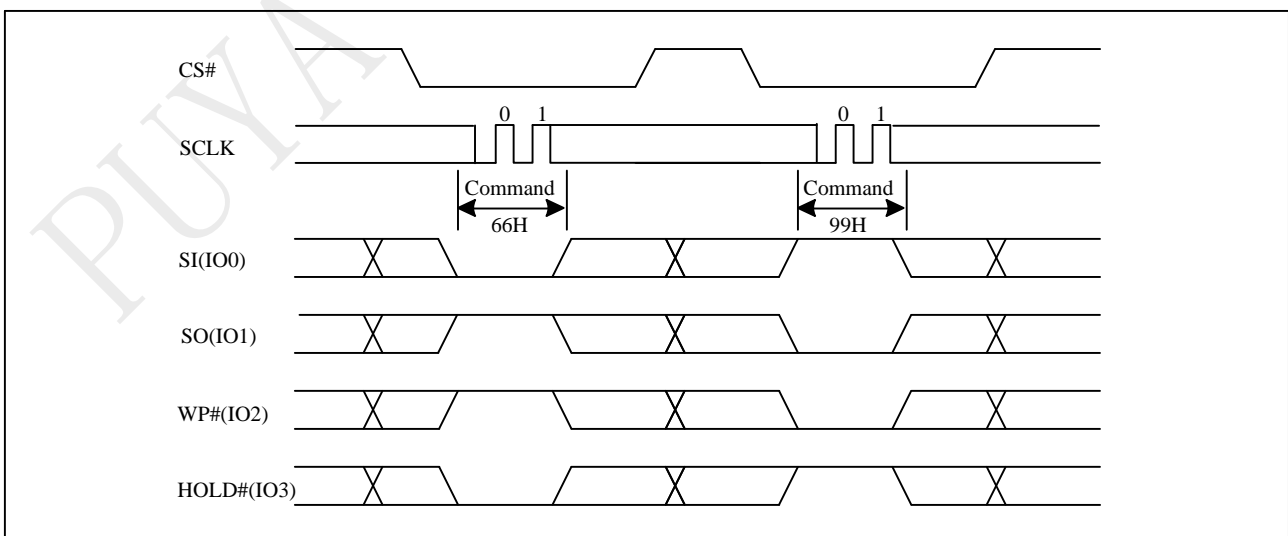 PUYA
CS#
0 1 0 1
SCLK
Command Command
66H 99H
SI(IO0)
SO(IO1)
WP#(IO2)
HOLD#(IO3)